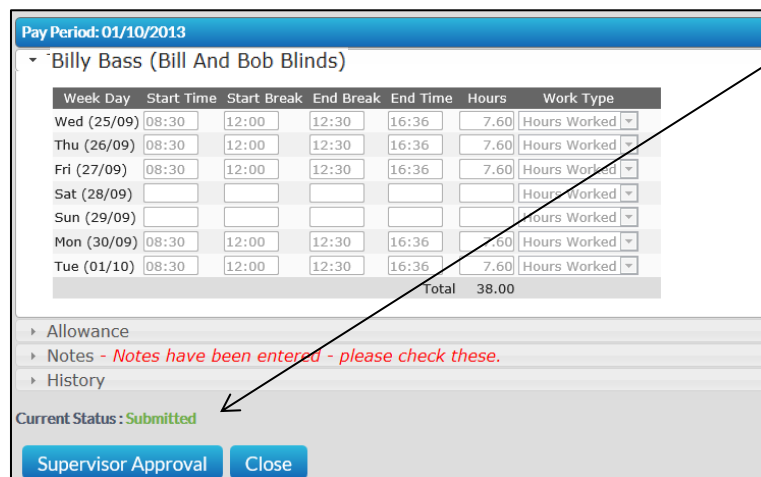 Pay Period: 01/10/2013
Billy Bass (Bill And Bob Blinds)
Week Day Start Time Start Break End Break End Time Hours Work Type
Wed (25/09) 08:30 12:00 12:30 16:36 7.60 Hours Worked
Thu (26/09) 08:30 12:00 12:30 16:36 7.60 Hours Worked
Fri (27/09) 08:30 12:00 12:30 16:36 7.60 Hours Worked
Sat (28/09) Hours Worked
Sun (29/09) Hours Worked
Mon (30/09) 08:30 12:00 12:30 16:36 7.60 Hours Worked
Tue (01/10) 08:30 12:00 12:30 16:36 7.60 Hours Worked
Total 38.00
Allowance
Notes - Notes have been entered - please check these.
History
Current Status : Submitted
Supervisor Approval Close